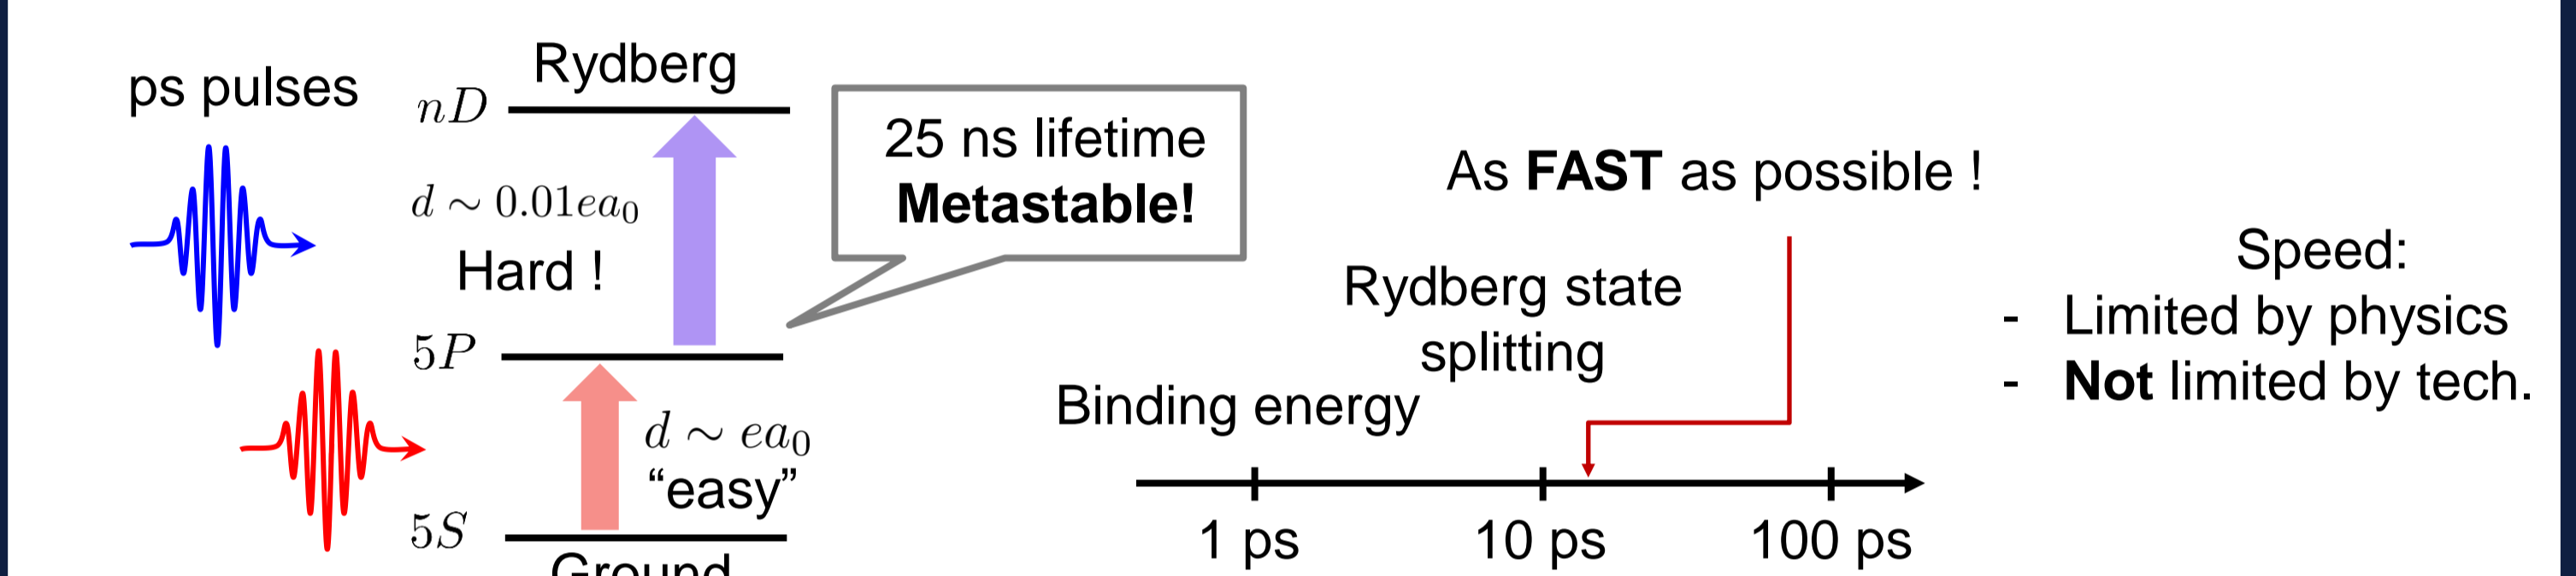 ps pulses
Rydberg
nD
d ~ 0.01ea₀
Hard !
25 ns lifetime
Metastable!
5P
d ~ ea₀
“easy”
5S
Ground
As FAST as possible !
Rydberg state
splitting
Binding energy
1 ps
10 ps
100 ps
Speed:
- Limited by physics
- Not limited by tech.